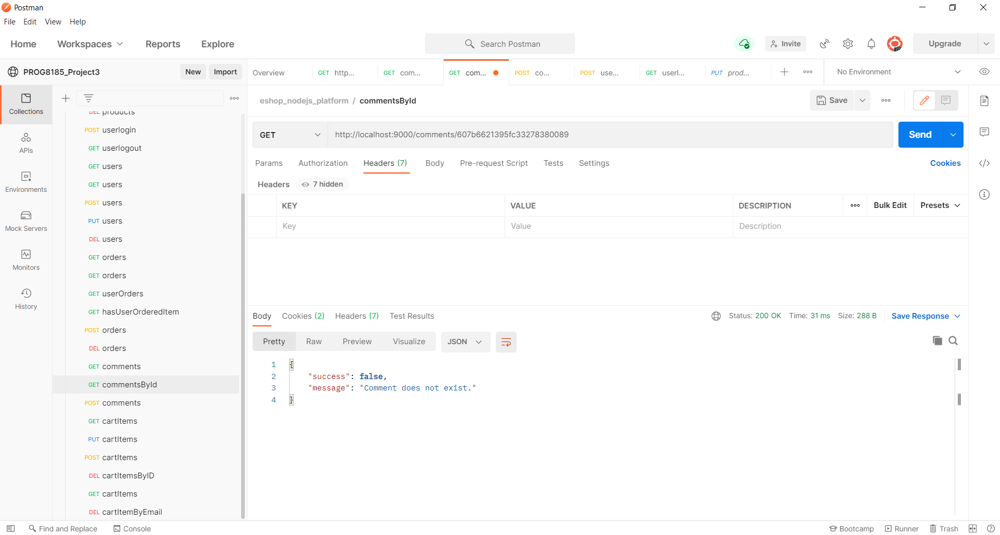 Postman
File Edit View Help
Home Workspaces Reports Explore Search Postman Invite Upgrade
PROG8185_Project3 New Import
Overview GET http... GET com... GET com... POST co... POST use... GET userl... PUT prod... No Environment
Collections
APIs
Environments
Mock Servers
Monitors
History
DEL products
POST userlogin
GET userlogout
GET users
GET users
POST users
PUT users
DEL users
GET orders
GET orders
GET userOrders
GET hasUserOrderedItem
POST orders
DEL orders
GET comments
GET commentsById
POST comments
GET cartItems
PUT cartItems
POST cartItems
DEL cartItemsByID
GET cartItems
DEL cartItemByEmail
eshop_nodejs_platform / commentsById Save
GET http://localhost:9000/comments/607b6621395fc33278380089 Send
Params Authorization Headers (7) Body Pre-request Script Tests Settings Cookies
Headers 7 hidden
KEY VALUE DESCRIPTION Bulk Edit Presets
Key Value Description
Body Cookies (2) Headers (7) Test Results Status: 200 OK Time: 31 ms Size: 288 B Save Response
Pretty Raw Preview Visualize JSON
1 {
2 "success": false,
3 "message": "Comment does not exist."
4 }
Find and Replace Console Bootcamp Runner Trash